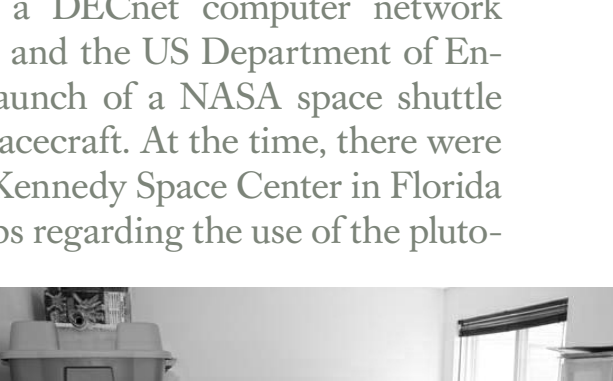 a DECnet computer network
and the US Department of En-
aunch of a NASA space shuttle
acecraft. At the time, there were
Kennedy Space Center in Florida
os regarding the use of the pluto-